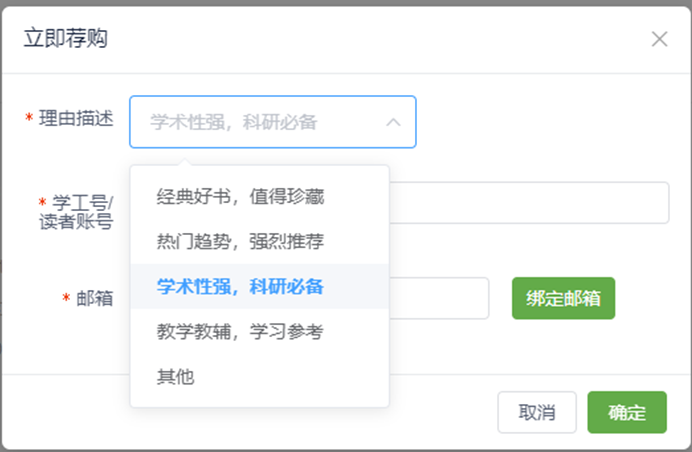 立即荐购
* 理由描述
学术性强，科研必备
经典好书，值得珍藏
* 学工号/
读者账号
热门趋势，强烈推荐
学术性强，科研必备
* 邮箱
绑定邮箱
教学教辅，学习参考
其他
取消
确定